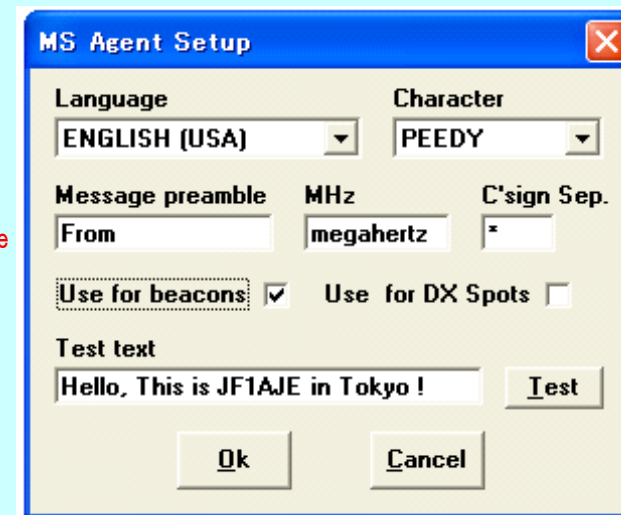 MS Agent Setup
Language Character
ENGLISH (USA) PEEDY
Message preamble MHz C'sign Sep.
From megahertz *
Use for beacons Use for DX Spots
Test text
Hello, This is JF1AJE in Tokyo ! Test
Ok Cancel